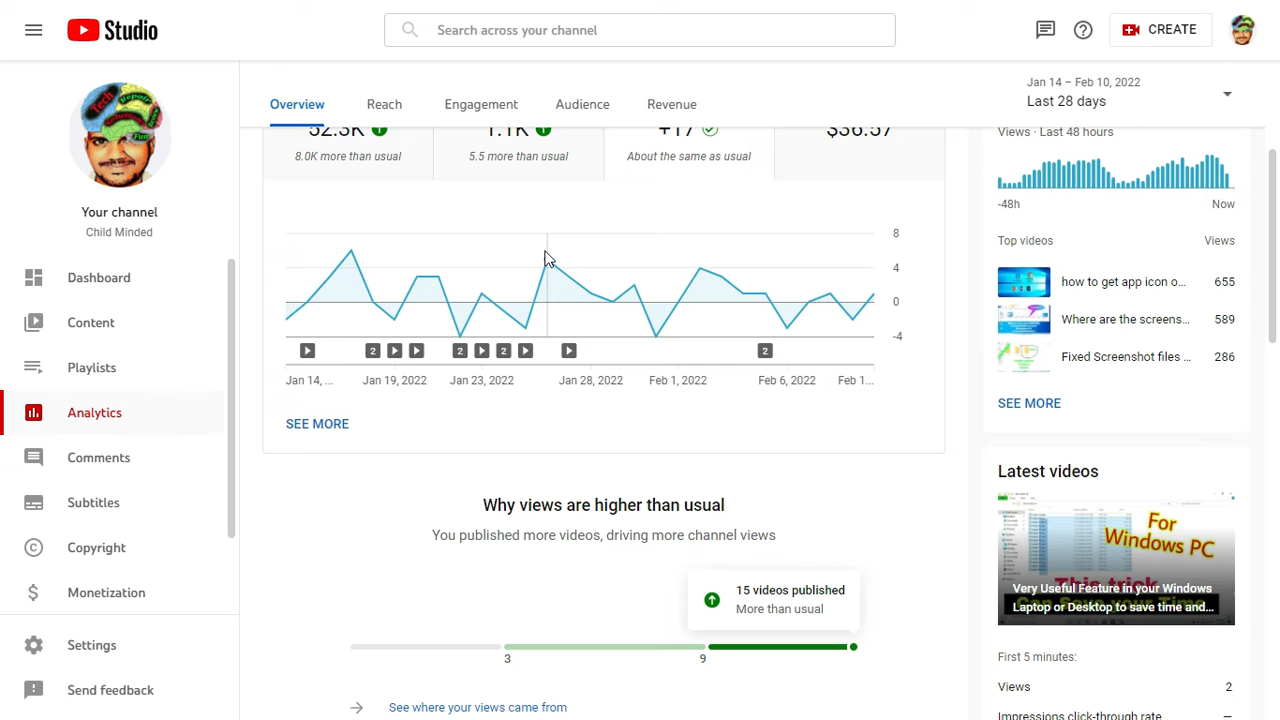 Studio
Search across your channel
CREATE
Your channel
Child Minded
Dashboard
Content
Playlists
Analytics
Comments
Subtitles
Copyright
Monetization
Settings
Send feedback
Overview
Reach
Engagement
Audience
Revenue
Jan 14 – Feb 10, 2022
Last 28 days
52.3K
8.0K more than usual
1.1K
5.5 more than usual
+17
About the same as usual
$36.57
8
4
0
-4
2
2
2
2
Jan 14, ...
Jan 19, 2022
Jan 23, 2022
Jan 28, 2022
Feb 1, 2022
Feb 6, 2022
Feb 1...
SEE MORE
Why views are higher than usual
You published more videos, driving more channel views
15 videos published
More than usual
3
9
See where your views came from
Views · Last 48 hours
-48h
Now
Top videos
Views
how to get app icon o...
655
Where are the screens...
589
Fixed Screenshot files ...
286
SEE MORE
Latest videos
For
Windows PC
This trick
Very Useful Feature in your Windows
Laptop or Desktop to save time and...
First 5 minutes:
Views
2
Impressions click-through rate
–